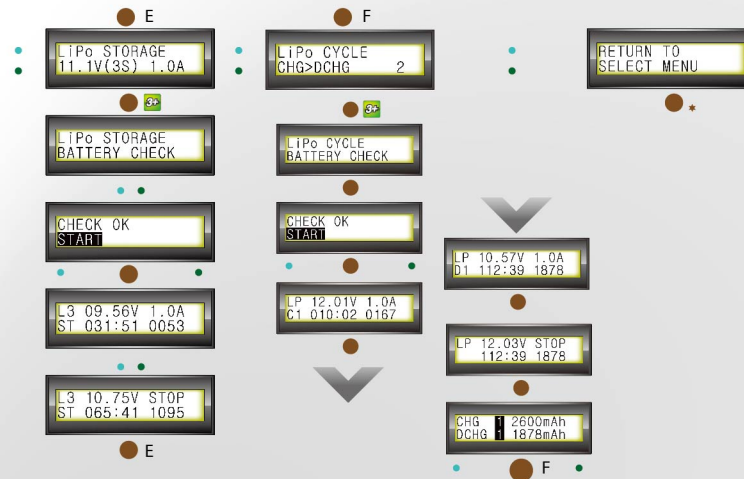 E
LiPo STORAGE
11.1V(3S) 1.0A
3+
LiPo STORAGE
BATTERY CHECK
CHECK OK
START
L3 09.56V 1.0A
ST 031:51 0053
L3 10.75V STOP
ST 065:41 1095
E
F
LiPo CYCLE
CHG>DCHG 2
3+
LiPo CYCLE
BATTERY CHECK
CHECK OK
START
LP 12.01V 1.0A
C1 010:02 0167
LP 10.57V 1.0A
D1 112:39 1878
LP 12.03V STOP
112:39 1878
CHG 1 2600mAh
DCHG 1 1878mAh
F
RETURN TO
SELECT MENU
*